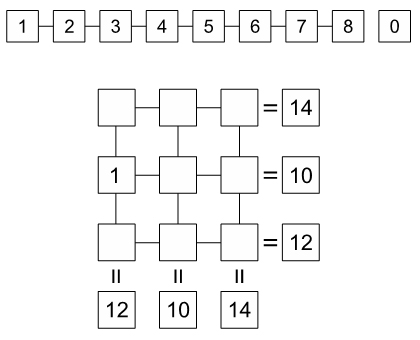 1 2 3 4 5 6 7 8 0
= 14
1 = 10
= 12
= = =
12 10 14